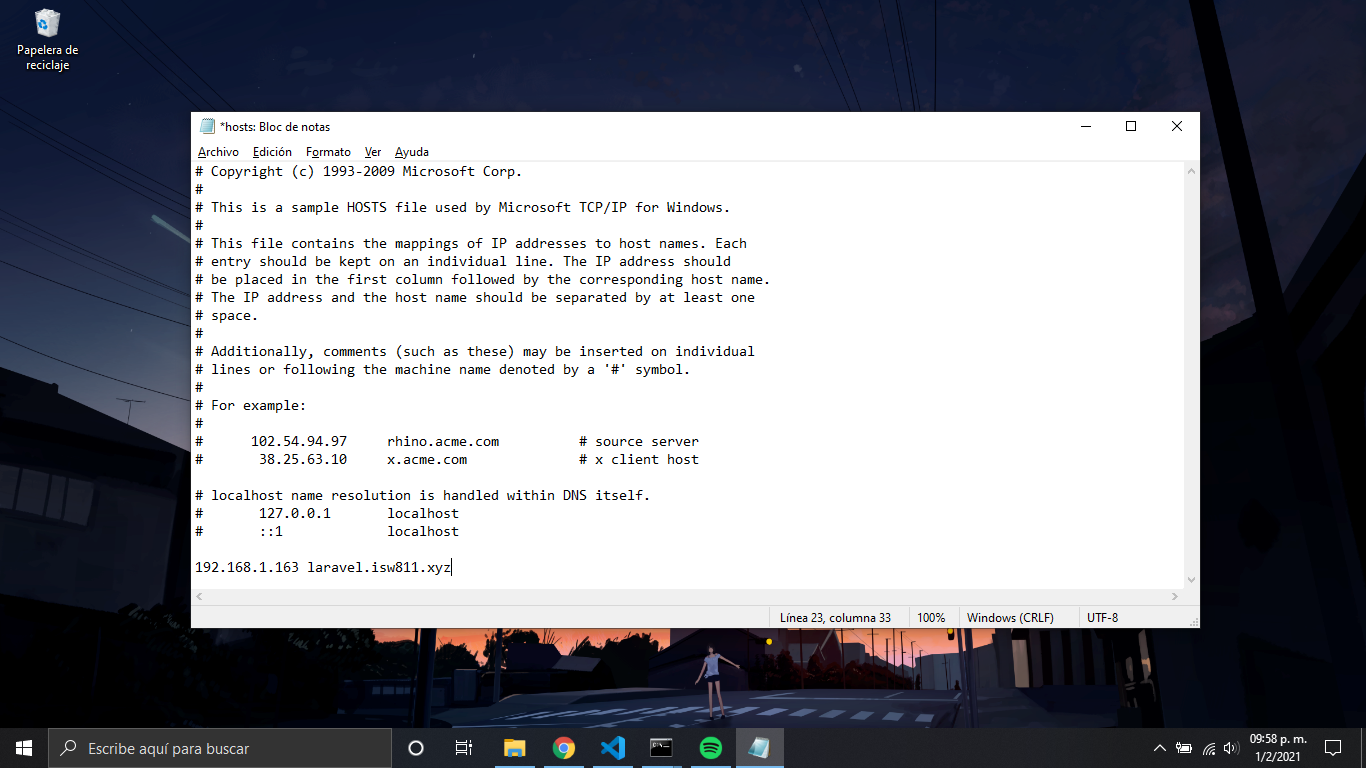 Papelera de
reciclaje
*hosts: Bloc de notas
Archivo Edición Formato Ver Ayuda
# Copyright (c) 1993-2009 Microsoft Corp.
#
# This is a sample HOSTS file used by Microsoft TCP/IP for Windows.
#
# This file contains the mappings of IP addresses to host names. Each
# entry should be kept on an individual line. The IP address should
# be placed in the first column followed by the corresponding host name.
# The IP address and the host name should be separated by at least one
# space.
#
# Additionally, comments (such as these) may be inserted on individual
# lines or following the machine name denoted by a '#' symbol.
#
# For example:
#
#      102.54.94.97     rhino.acme.com          # source server
#       38.25.63.10     x.acme.com              # x client host

# localhost name resolution is handled within DNS itself.
#       127.0.0.1       localhost
#       ::1             localhost

192.168.1.163 laravel.isw811.xyz
Línea 23, columna 33 100% Windows (CRLF) UTF-8
Escribe aquí para buscar
09:58 p. m.
1/2/2021